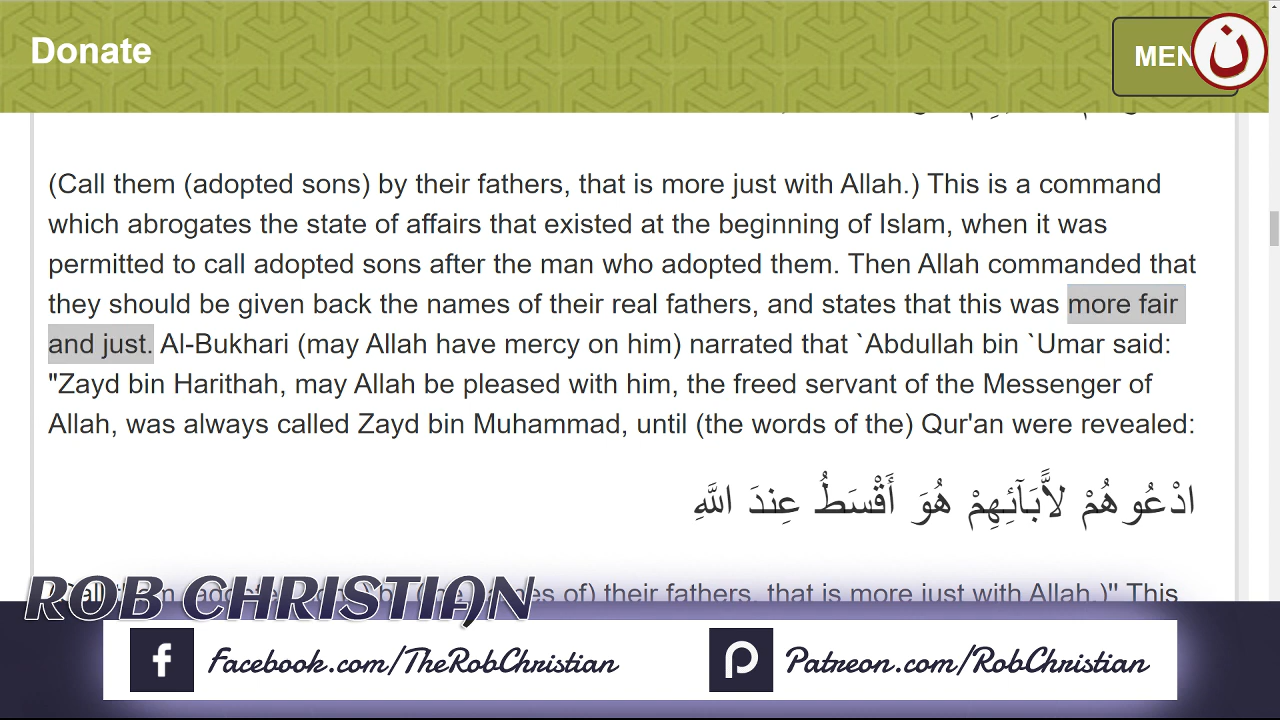 Donate
MEN
ن
(Call them (adopted sons) by their fathers, that is more just with Allah.) This is a command
which abrogates the state of affairs that existed at the beginning of Islam, when it was
permitted to call adopted sons after the man who adopted them. Then Allah commanded that
they should be given back the names of their real fathers, and states that this was more fair
and just. Al-Bukhari (may Allah have mercy on him) narrated that `Abdullah bin `Umar said:
"Zayd bin Harithah, may Allah be pleased with him, the freed servant of the Messenger of
Allah, was always called Zayd bin Muhammad, until (the words of the) Qur'an were revealed:
ادْعُوهُمْ لاًّبَآئِهِمْ هُوَ أَقْسَطُ عِندَ اللَّهِ
of) their fathers, that is more just with Allah.)" This
ROB CHRISTIAN
Facebook.com/TheRobChristian
Patreon.com/RobChristian